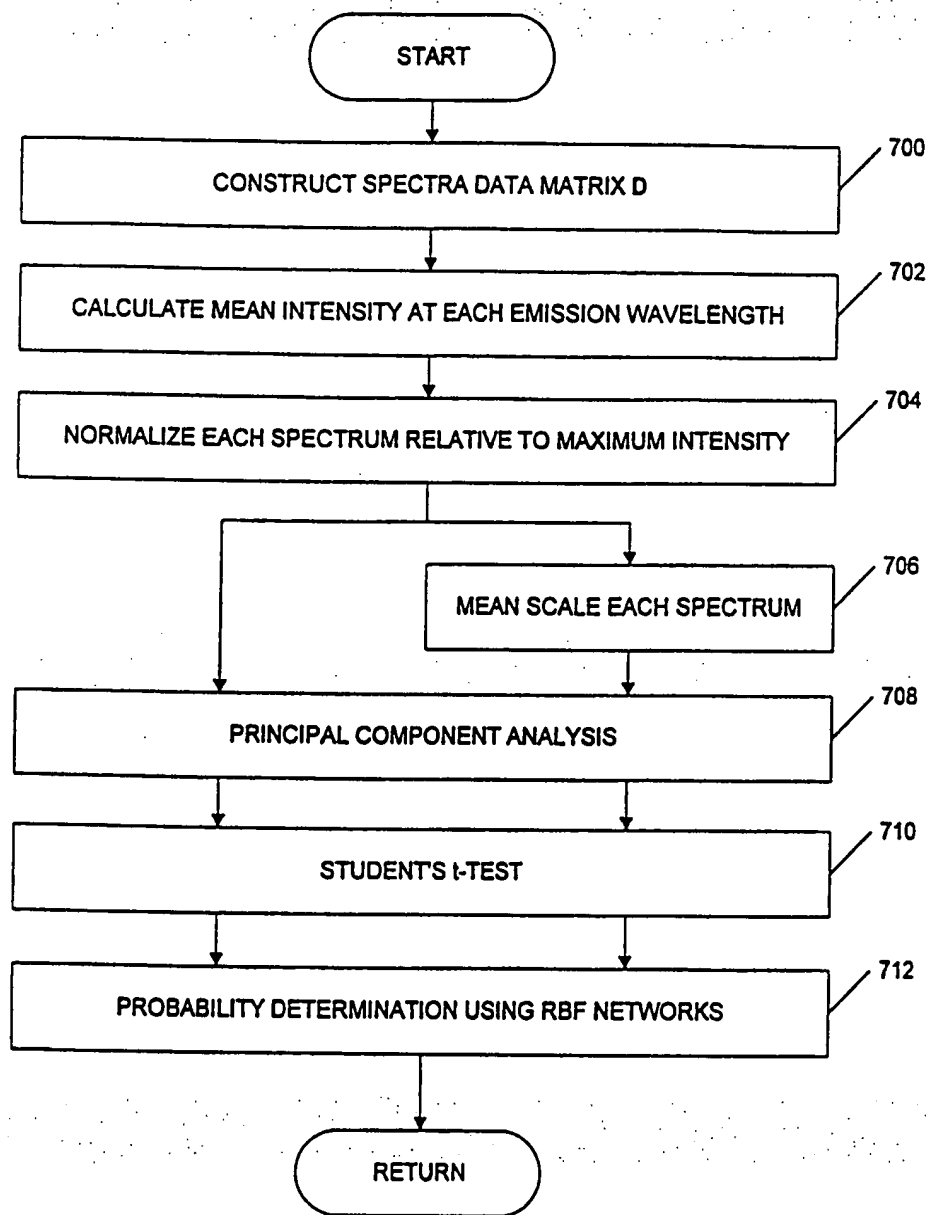 START
700
CONSTRUCT SPECTRA DATA MATRIX D
702
CALCULATE MEAN INTENSITY AT EACH EMISSION WAVELENGTH
704
NORMALIZE EACH SPECTRUM RELATIVE TO MAXIMUM INTENSITY
706
MEAN SCALE EACH SPECTRUM
708
PRINCIPAL COMPONENT ANALYSIS
710
STUDENT'S t-TEST
712
PROBABILITY DETERMINATION USING RBF NETWORKS
RETURN